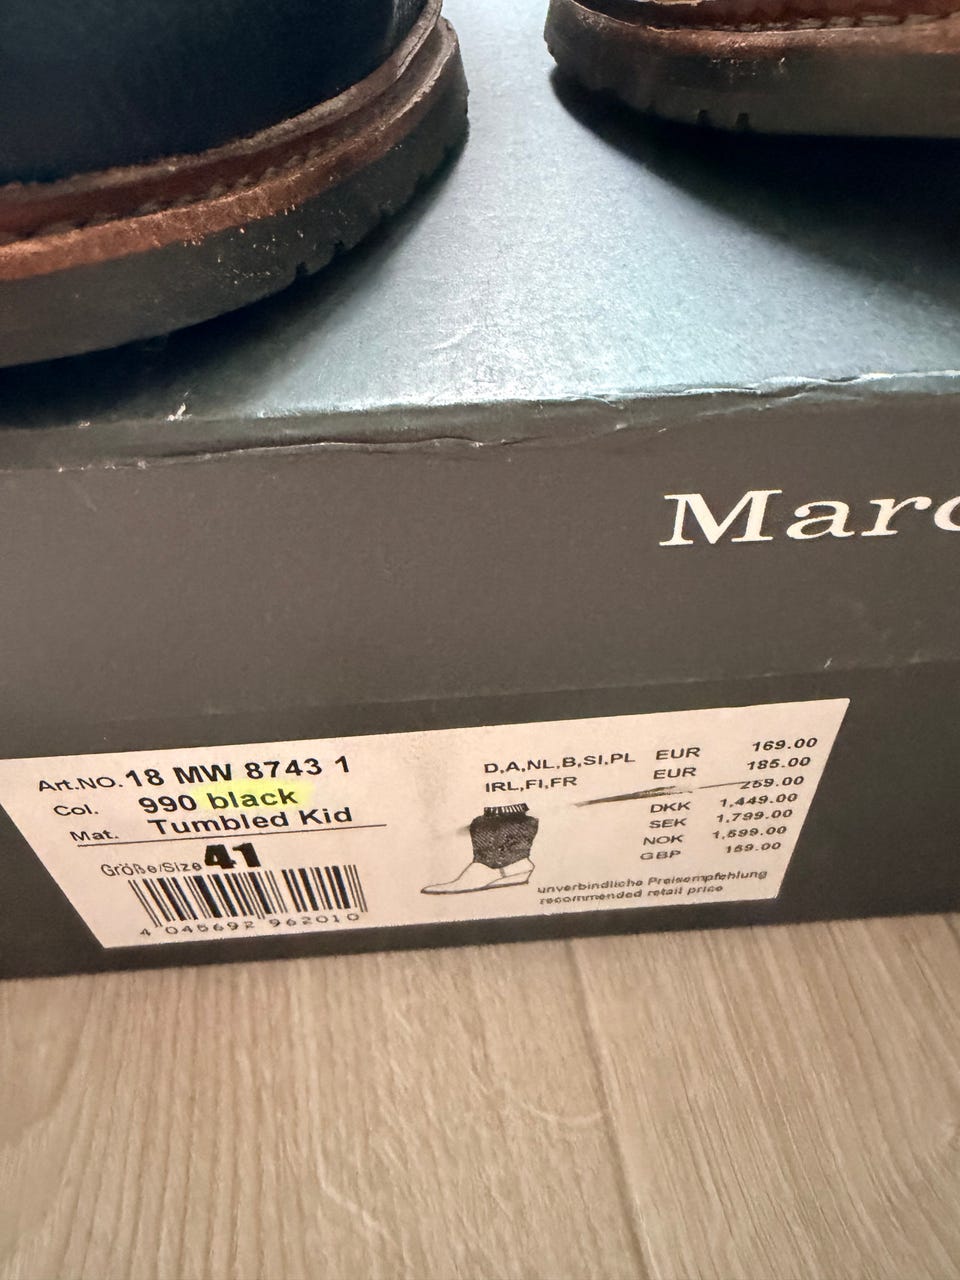 Marc
Art.NO. 18 MW 8743 1
Col. 990 black
Mat. Tumbled Kid
Größe/Size 41
4 045692 962010
D,A,NL,B,SI,PL EUR 169.00
IRL,FI,FR EUR 185.00
259.00
DKK 1,449.00
SEK 1,799.00
NOK 1,599.00
GBP 159.00
unverbindliche Preisempfehlung
recommended retail price